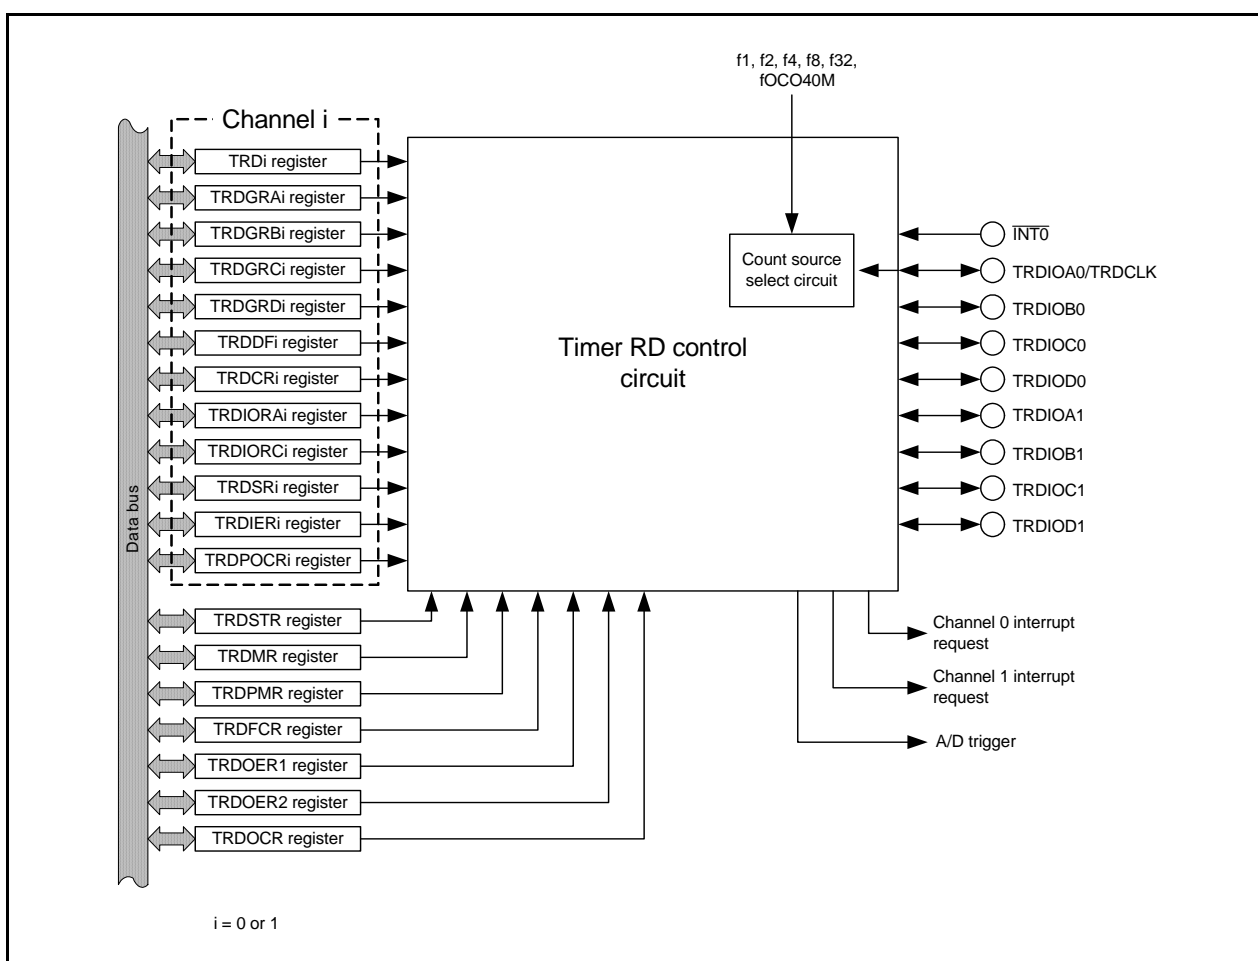 f1, f2, f4, f8, f32,
fOCO40M
Channel i
TRDi register
TRDGRAi register
TRDGRBi register
TRDGRCi register
TRDGRDi register
TRDDFi register
TRDCRi register
TRDIORAi register
TRDIORCi register
TRDSRi register
TRDIERi register
TRDPOCRi register
Data bus
TRDSTR register
TRDMR register
TRDPMR register
TRDFCR register
TRDOER1 register
TRDOER2 register
TRDOCR register
i = 0 or 1
Timer RD control
circuit
Count source
select circuit
INT0
TRDIOA0/TRDCLK
TRDIOB0
TRDIOC0
TRDIOD0
TRDIOA1
TRDIOB1
TRDIOC1
TRDIOD1
Channel 0 interrupt
request
Channel 1 interrupt
request
A/D trigger